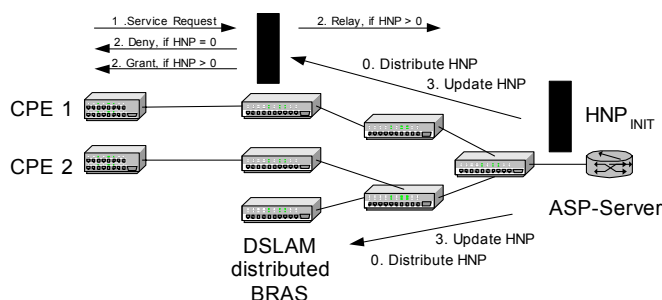 1 .Service Request
2. Relay, if HNP > 0
2. Deny, if HNP = 0
2. Grant, if HNP > 0
0. Distribute HNP
3. Update HNP
CPE 1
HNP INIT
CPE 2
ASP-Server
DSLAM
distributed
BRAS
3. Update HNP
0. Distribute HNP